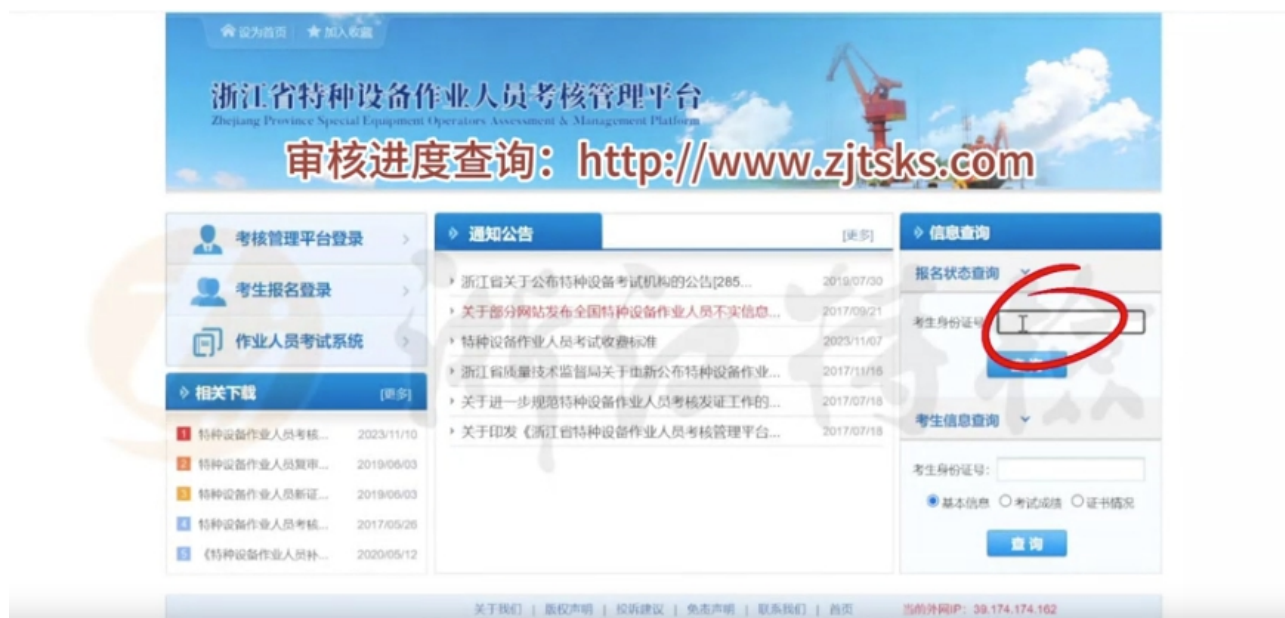 设为首页 | 加入收藏
浙江省特种设备作业人员考核管理平台
Zhejiang Province Special Equipment Operators Assessment & Management Platform
审核进度查询：http://www.zjtsks.com
考核管理平台登录
考生报名登录
作业人员考试系统
相关下载 [更多]
1 特种设备作业人员考核... 2023/11/10
2 特种设备作业人员复审... 2019/06/03
3 特种设备作业人员新证... 2019/06/03
4 特种设备作业人员考核... 2017/05/26
5 《特种设备作业人员补... 2020/05/12
通知公告 [更多]
浙江省关于公布特种设备考试机构的公告[285... 2019/07/30
关于部分网站发布全国特种设备作业人员不实信息... 2017/09/21
特种设备作业人员考试收费标准 2023/11/07
浙江省质量技术监督局关于重新公布特种设备作业... 2017/11/16
关于进一步规范特种设备作业人员考核发证工作的... 2017/07/18
关于印发《浙江省特种设备作业人员考核管理平台... 2017/07/18
信息查询
报名状态查询
考生身份证号
考生信息查询
考生身份证号：
基本信息 考试成绩 证书情况
查询
浙江特检
关于我们 | 版权声明 | 投诉建议 | 免责声明 | 联系我们 | 首页
当前外网IP：39.174.174.162